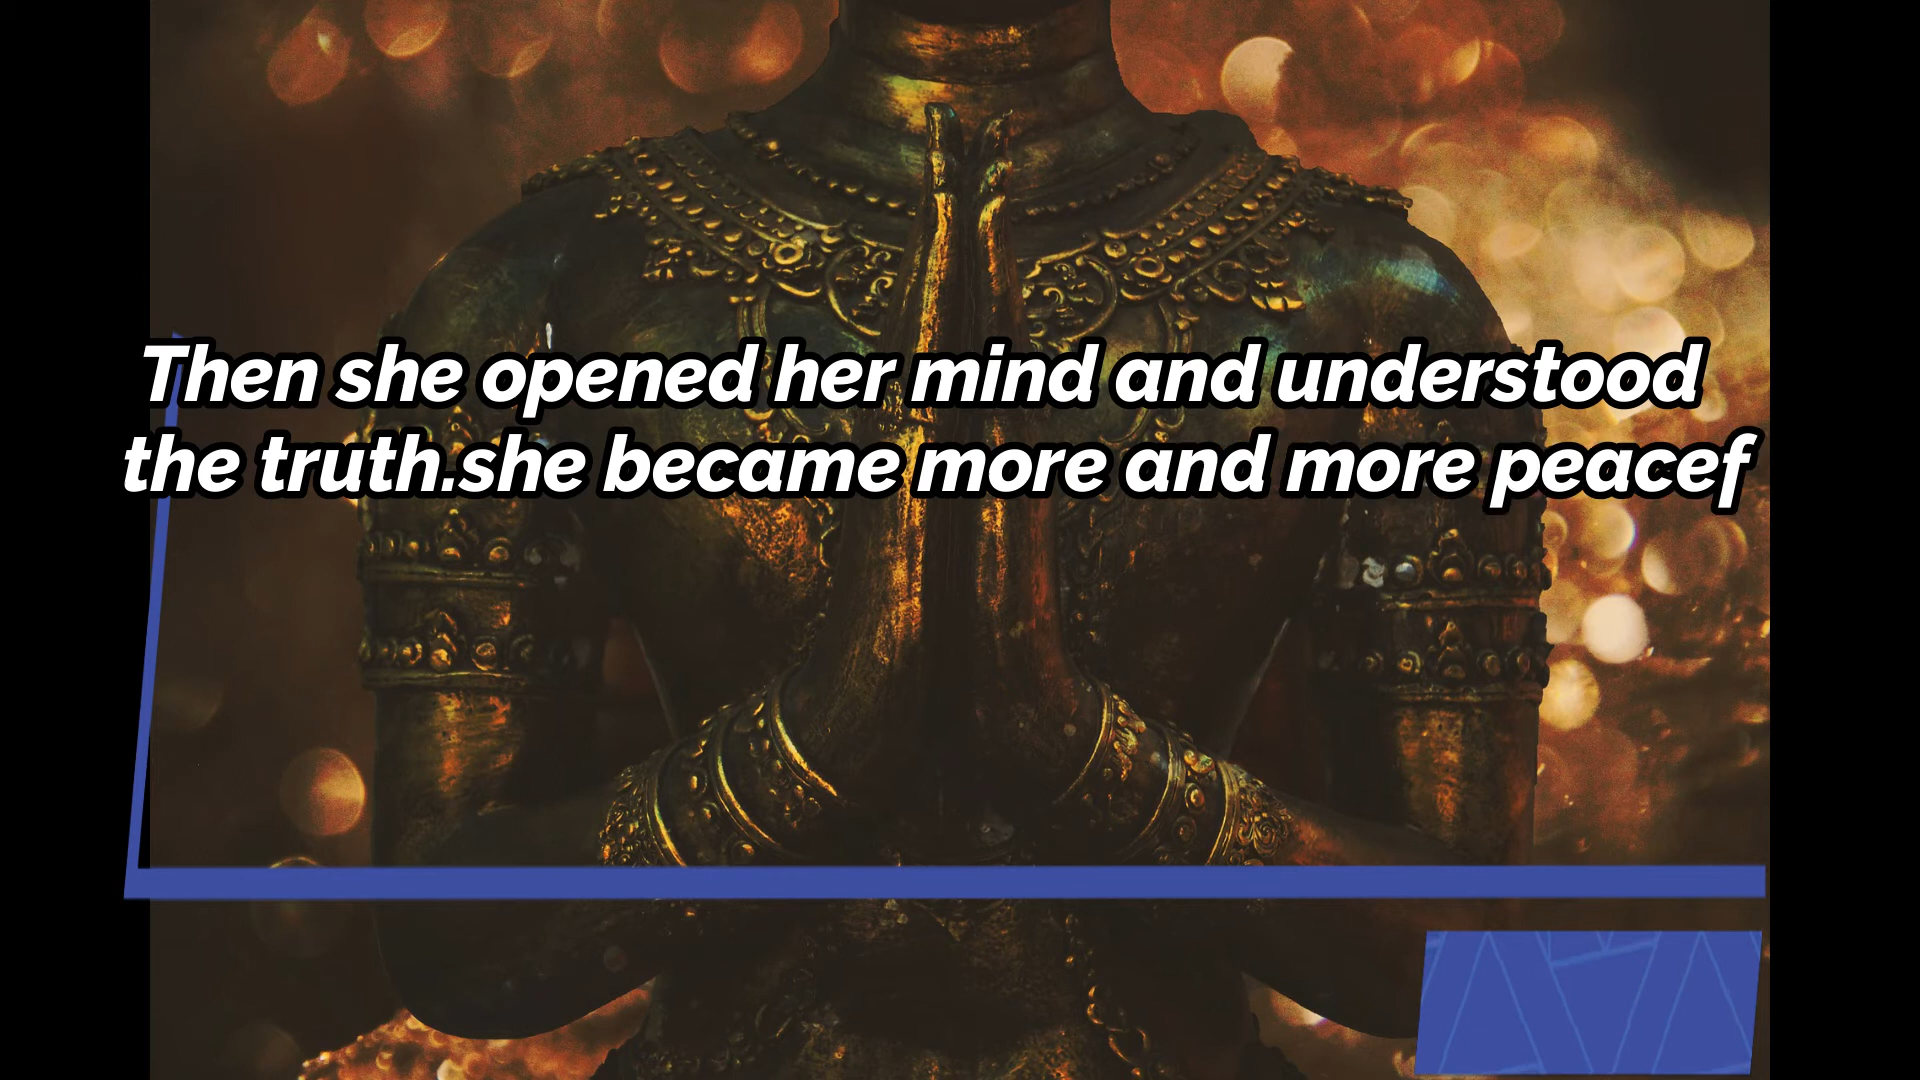 Then she opened her mind and understood
the truth.she became more and more peacef